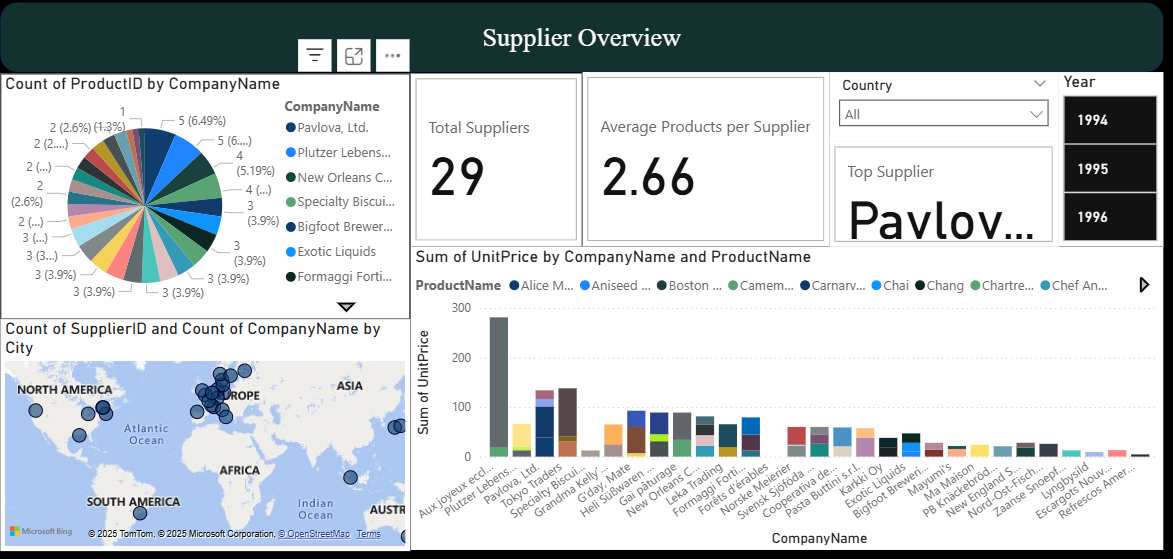 Supplier Overview
Count of ProductID by CompanyName
1
2 (2.6%)
(1.3%)
2 (2....)
2 (...)
2
(2.6%)
2 (...)
3 (...)
3 (3...)
3 (3.9%)
3 (3.9%)
3 (3.9%)
3 (3.9%)
3
(3.9%)
3
(3.9%)
4 (...)
4
(5.19%)
5 (6....)
5 (6.49%)
CompanyName
Pavlova, Ltd.
Plutzer Lebens...
New Orleans C...
Specialty Biscui...
Bigfoot Brewer...
Exotic Liquids
Formaggi Forti...
Total Suppliers
29
Average Products per Supplier
2.66
Country
All
Top Supplier
Pavlov...
Year
1994
1995
1996
Count of SupplierID and Count of CompanyName by
City
NORTH AMERICA
EUROPE
ASIA
Atlantic
Ocean
AFRICA
SOUTH AMERICA
Indian
Ocean
AUSTR
Microsoft Bing
© 2025 TomTom, © 2025 Microsoft Corporation, © OpenStreetMap Terms
Sum of UnitPrice by CompanyName and ProductName
ProductName Alice M... Aniseed ... Boston ... Camem... Carnarv... Chai Chang Chartre... Chef An...
Sum of UnitPrice
300
200
100
0
Aux joyeux eccl...
Plutzer Lebens...
Pavlova, Ltd.
Tokyo Traders
Specialty Biscui...
Grandma Kelly'...
G'day, Mate
Heli Süßwaren ...
Gai pâturage
New Orleans C...
Leka Trading
Formaggi Forti...
Forêts d'érables
Norske Meierier
Svensk Sjöföda...
Cooperativa de...
Pasta Buttini s.r.l.
Karkki Oy
Exotic Liquids
Bigfoot Breweri...
Mayumi's
Ma Maison
PB Knäckebröd...
New England S...
Nord-Ost-Fisch...
Zaanse Snoepf...
Lyngbysild
Escargots Nouv...
Refrescos Amer...
CompanyName